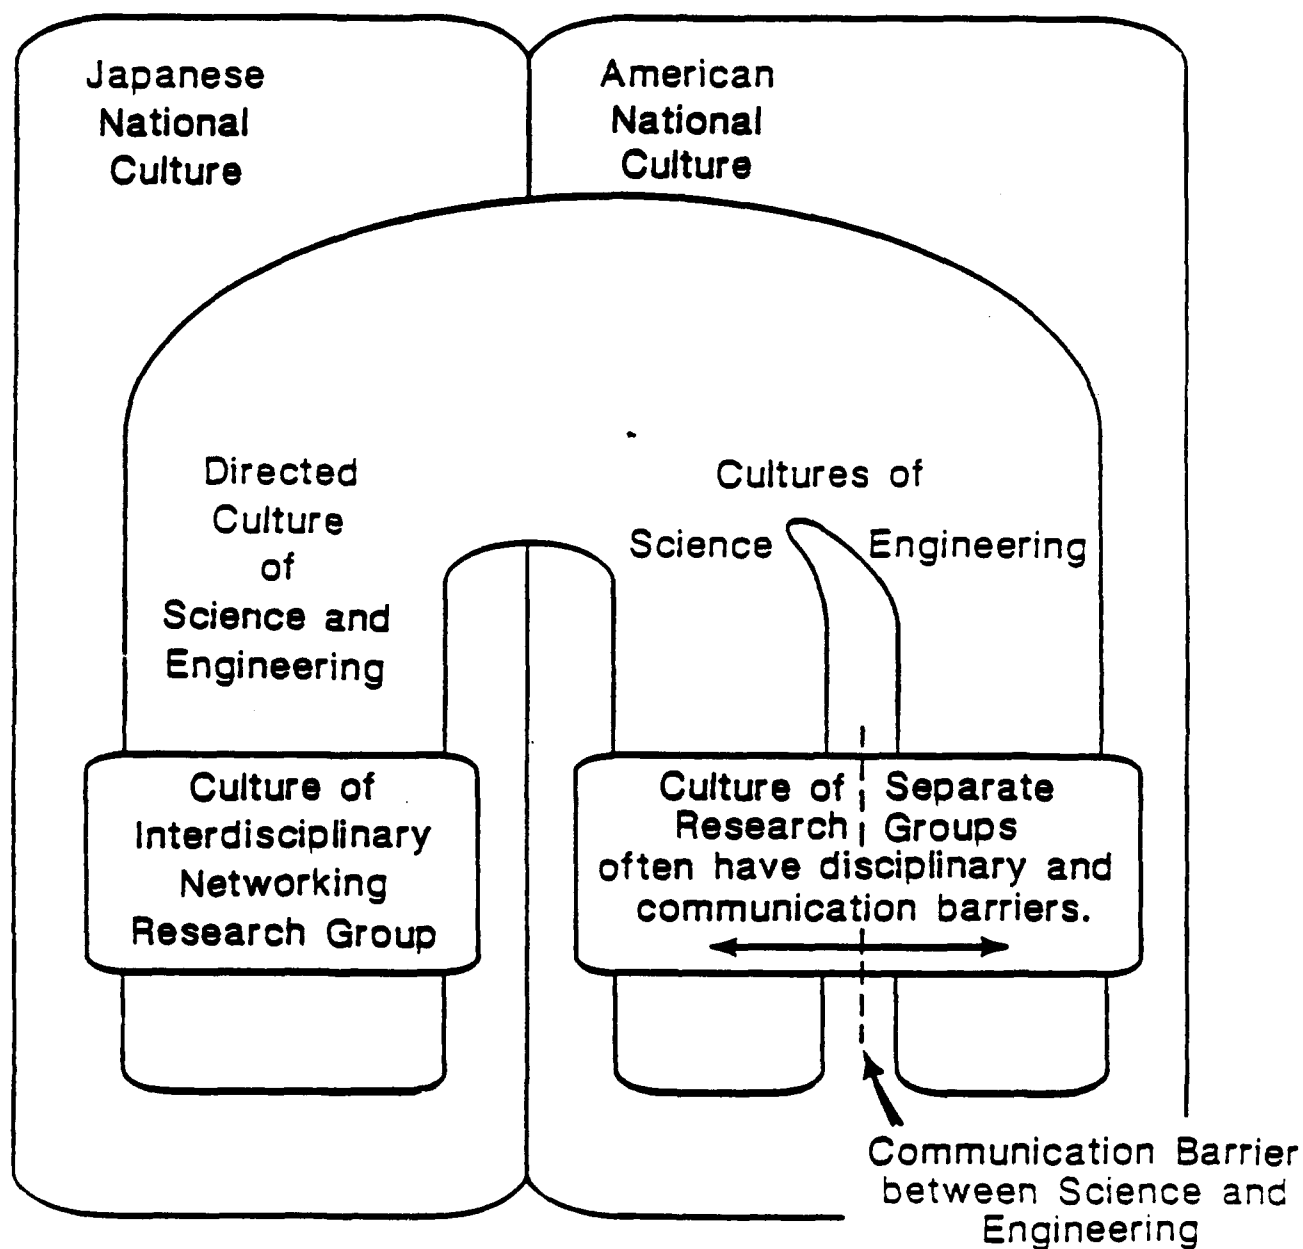 Japanese
National
Culture
American
National
Culture
Directed
Culture
of
Science and
Engineering
Cultures of
Science Engineering
Culture of
Interdisciplinary
Networking
Research Group
Culture of Separate
Research Groups
often have disciplinary and
communication barriers.
Communication Barrier
between Science and
Engineering